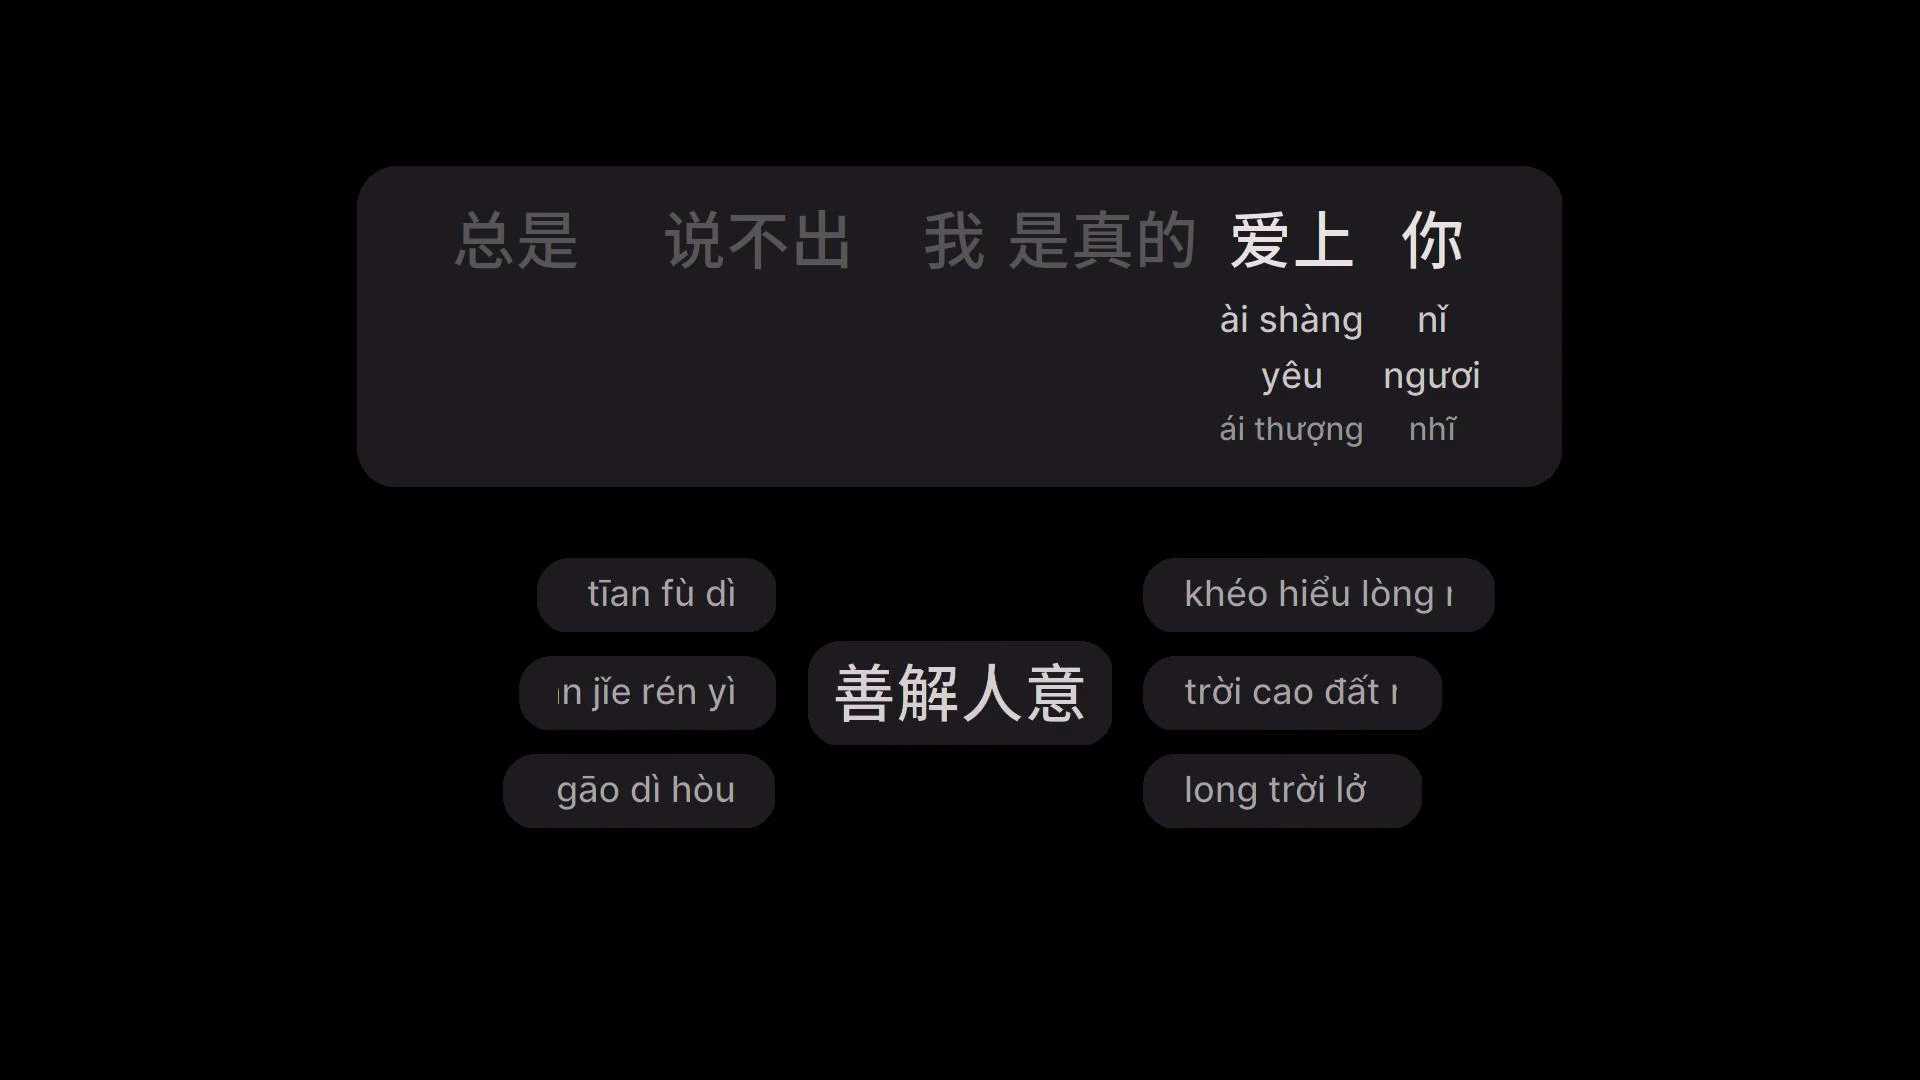 总是 说不出 我 是真的 爱上 你
ài shàng nǐ
yêu ngươi
ái thượng nhĩ
tīan fù dì
jǐe rén yì
gāo dì hòu
善解人意
khéo hiểu lòng
trời cao đất
long trời lở